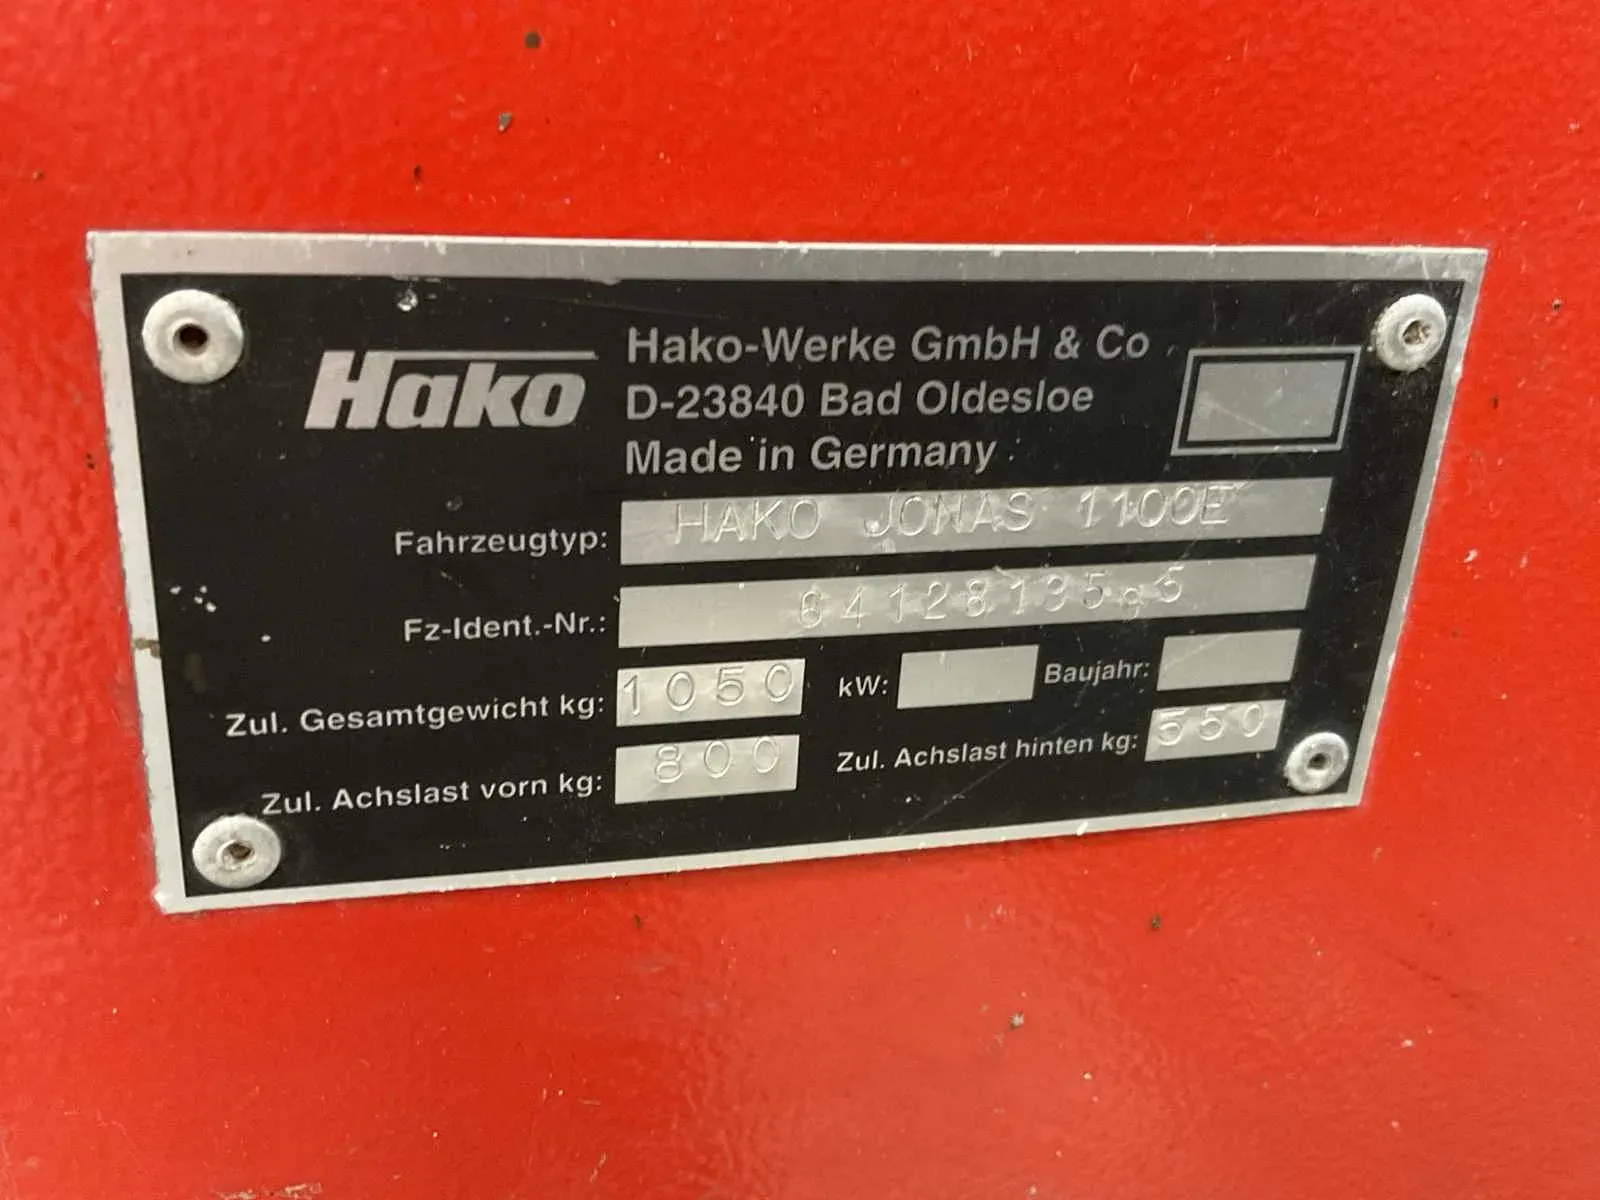 Hako
Hako-Werke GmbH & Co
D-23840 Bad Oldesloe
Made in Germany
Fahrzeugtyp: HAKO JONAS 1100E
Fz-Ident.-Nr.:
Zul. Gesamtgewicht kg: 1050 kW: Baujahr:
Zul. Achslast vorn kg: 800 Zul. Achslast hinten kg: 550